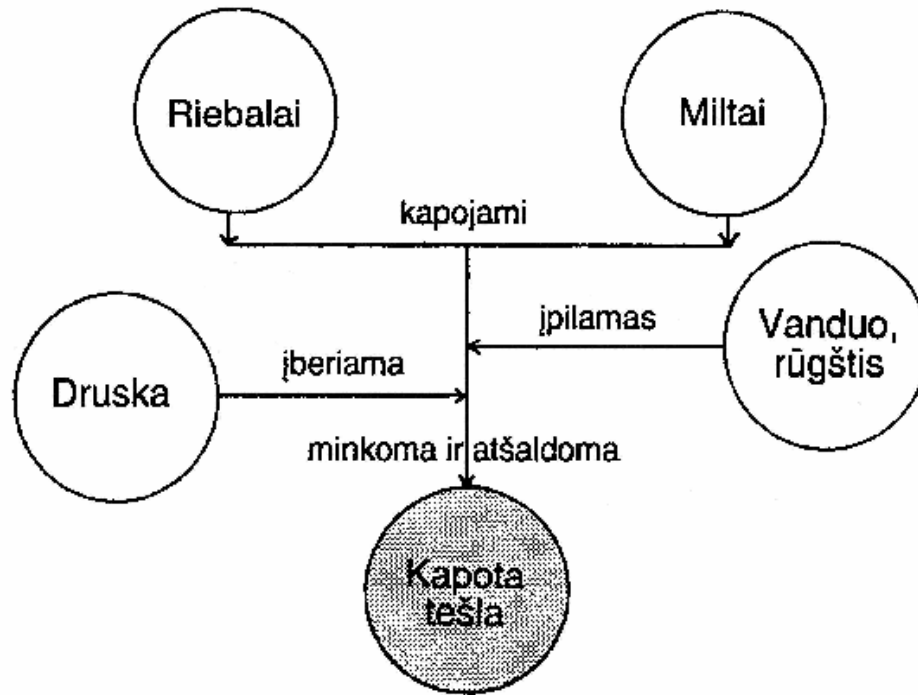 Riebalai
Miltai
kapojami
įpilamas
Vanduo,
rūgštis
įberiama
Druska
minkoma ir atšaldoma
Kapota
tešla